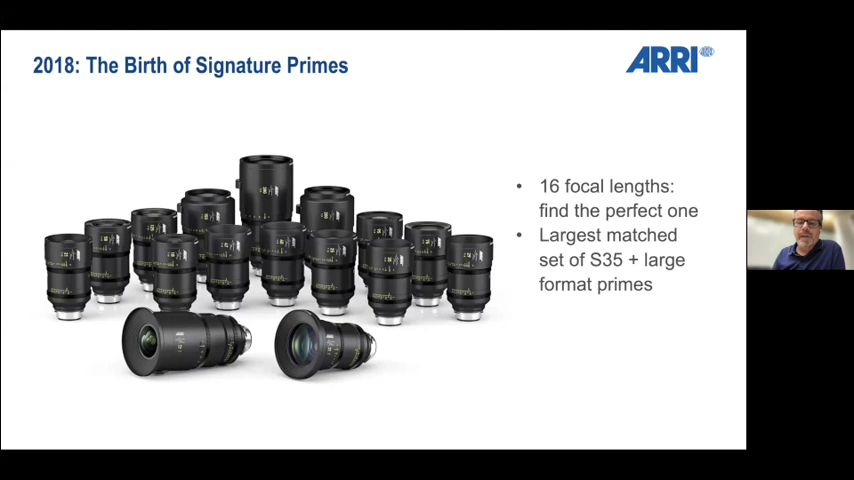 2018: The Birth of Signature Primes
ARRI
• 16 focal lengths:
find the perfect one
• Largest matched
set of S35 + large
format primes